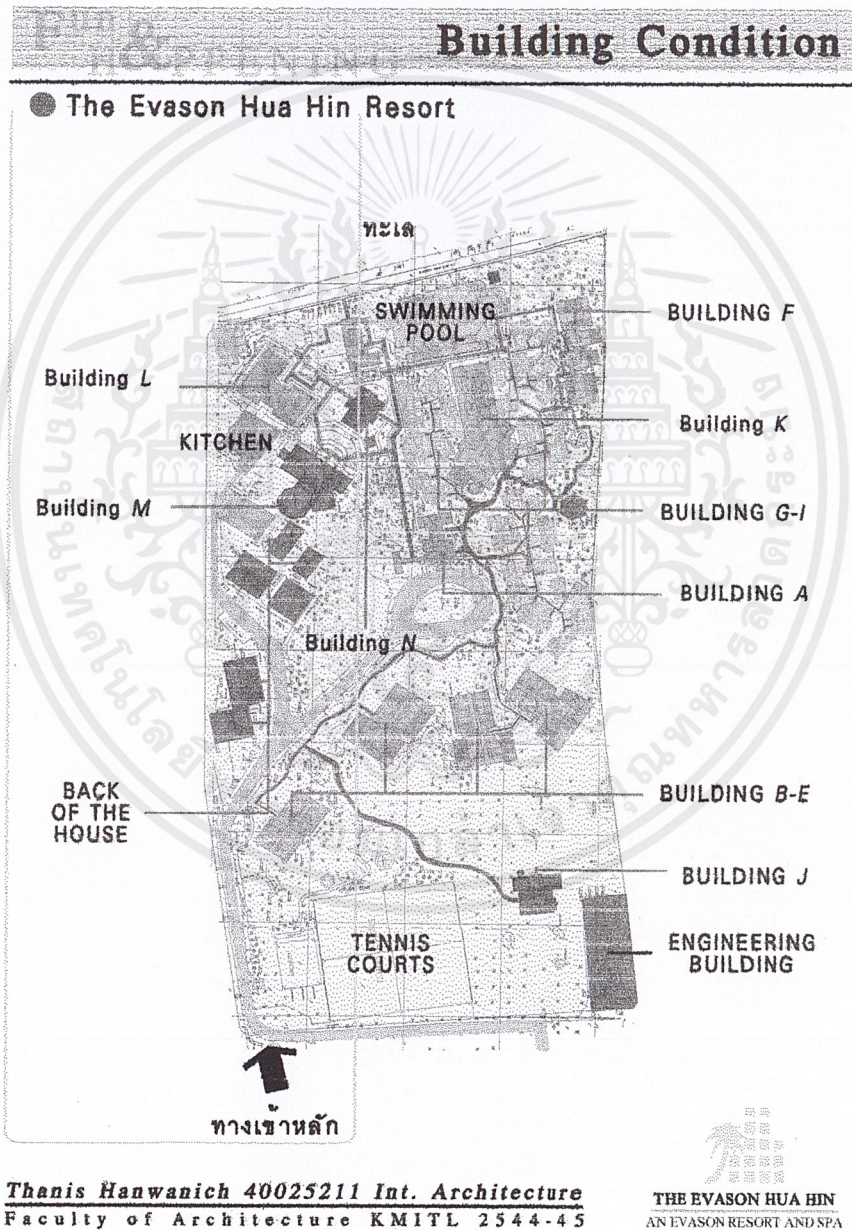 Fun &
HAPPENING
Building Condition
The Evason Hua Hin Resort
ทะเล
SWIMMING
POOL
BUILDING F
Building L
Building K
KITCHEN
Building M
BUILDING G-I
BUILDING A
Building N
BACK
OF THE
HOUSE
BUILDING B-E
BUILDING J
TENNIS
COURTS
ENGINEERING
BUILDING
ทางเข้าหลัก
Thanis Hanwanich 40025211 Int. Architecture
Faculty of Architecture KMITL 2544-45
THE EVASON HUA HIN
AN EVASON RESORT AND SPA